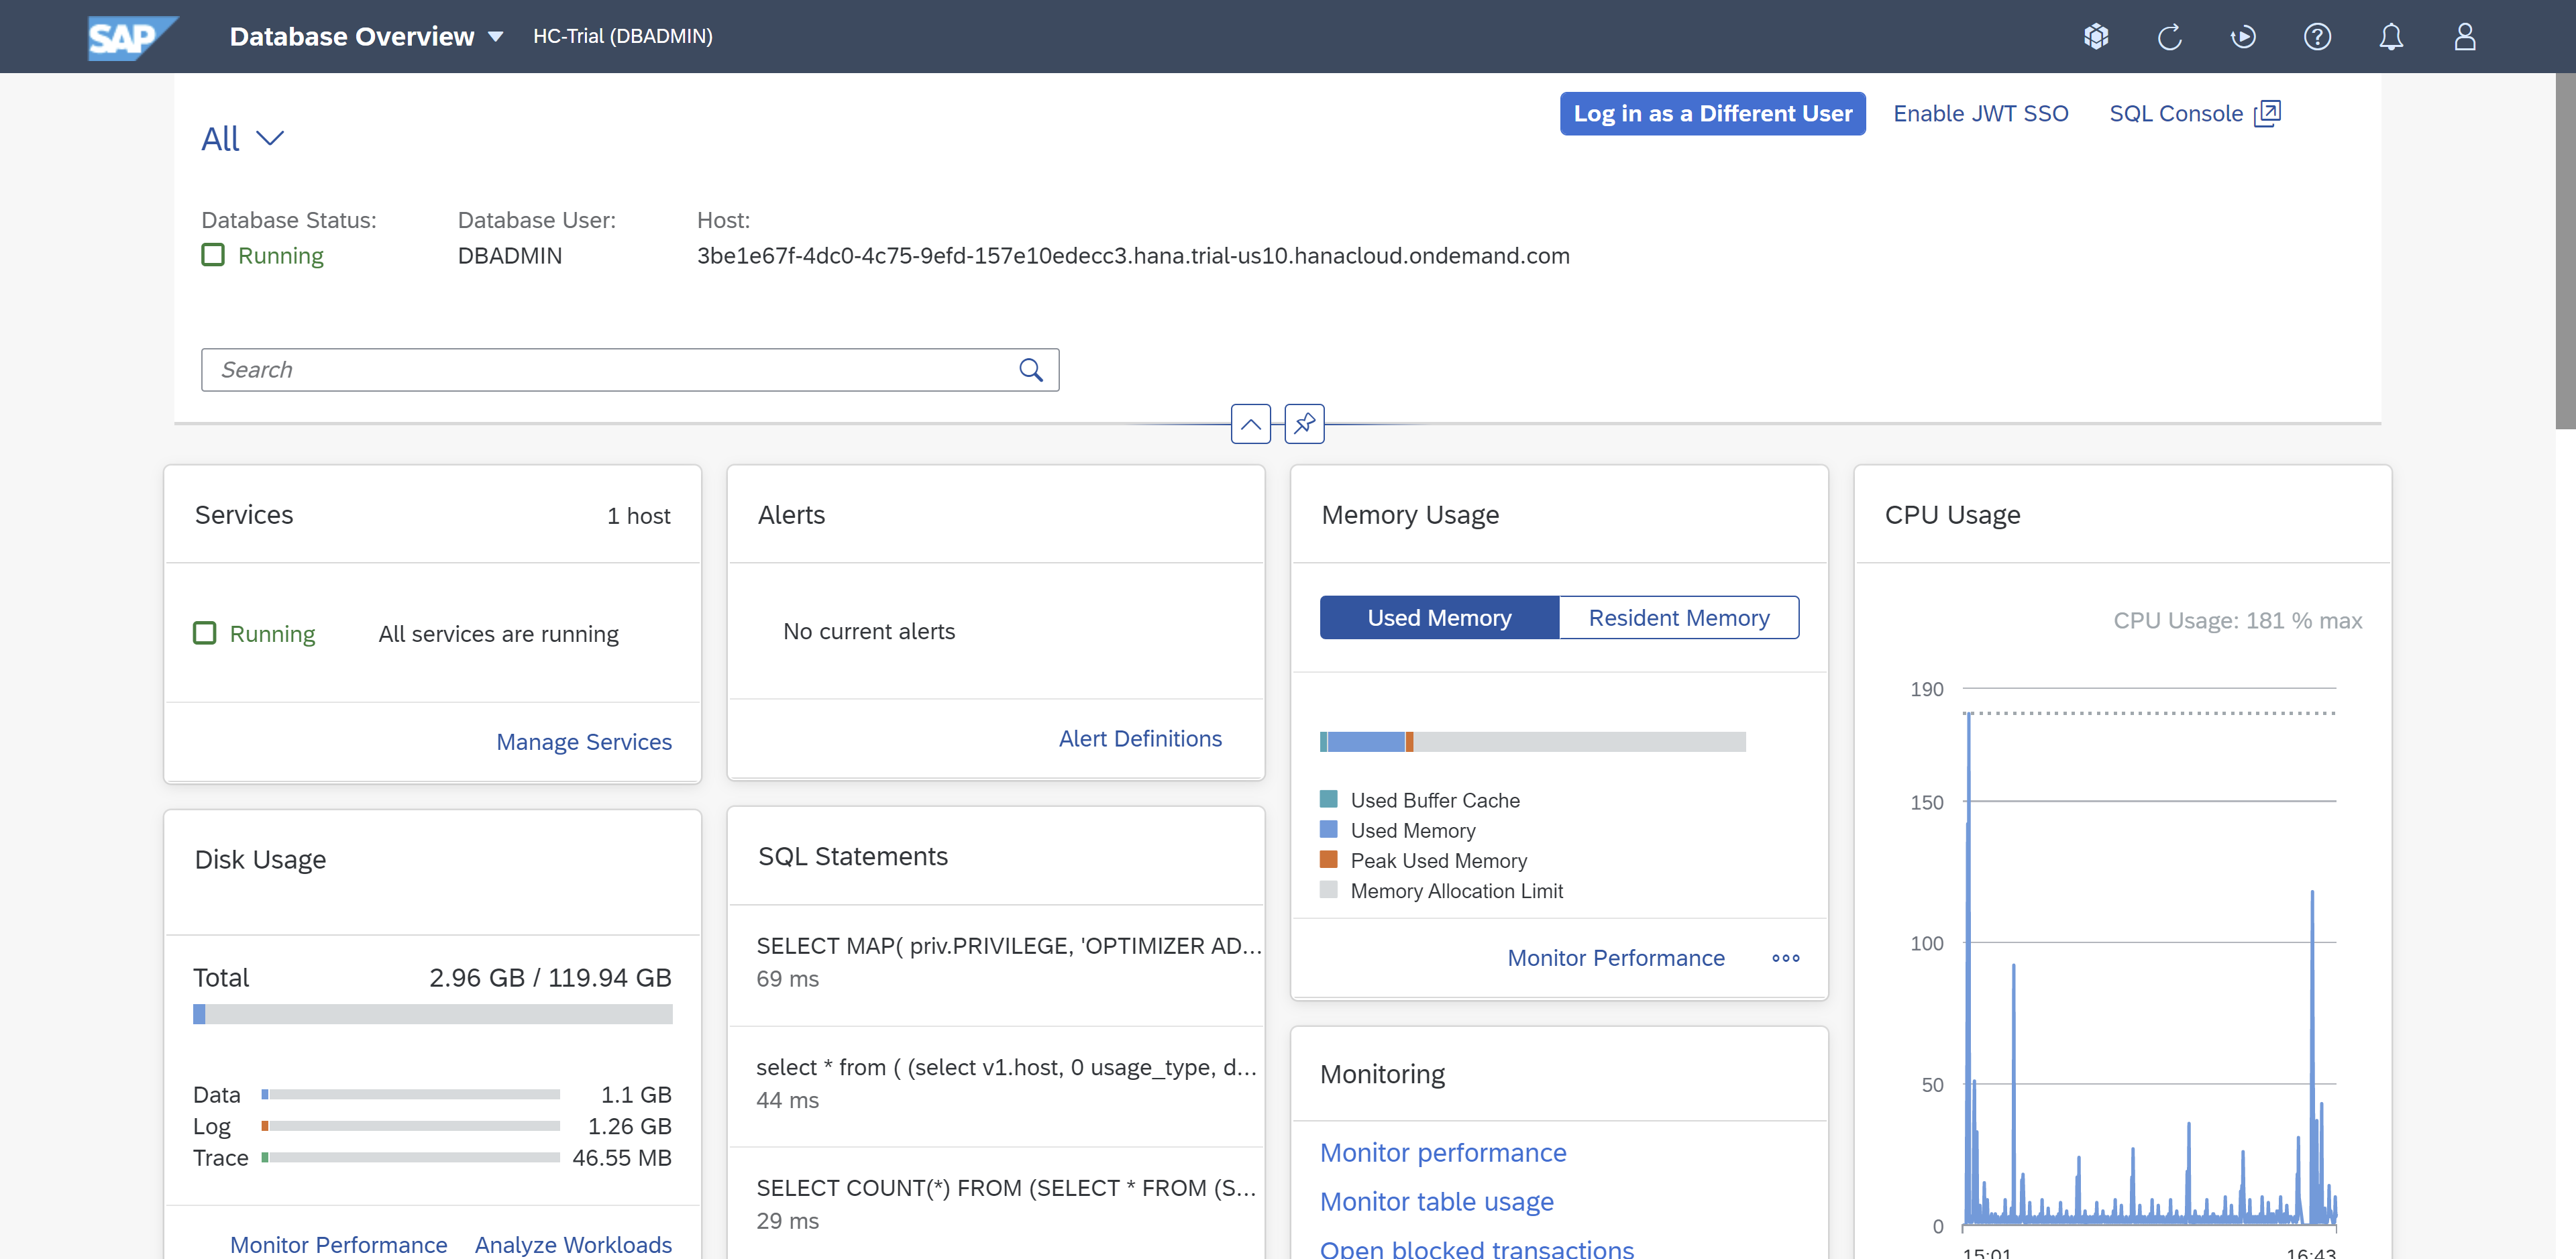 SAP
Database Overview
HC-Trial (DBADMIN)
All
Log in as a Different User
Enable JWT SSO
SQL Console
Database Status:
Running
Database User:
DBADMIN
Host:
3be1e67f-4dc0-4c75-9efd-157e10edecc3.hana.trial-us10.hanacloud.ondemand.com
Search
Services
1 host
Running
All services are running
Manage Services
Disk Usage
Total
2.96 GB / 119.94 GB
Data
1.1 GB
Log
1.26 GB
Trace
46.55 MB
Monitor Performance
Analyze Workloads
Alerts
No current alerts
Alert Definitions
SQL Statements
SELECT MAP( priv.PRIVILEGE, 'OPTIMIZER AD...
69 ms
select * from ( (select v1.host, 0 usage_type, d...
44 ms
SELECT COUNT(*) FROM (SELECT * FROM (S...
29 ms
Memory Usage
Used Memory
Resident Memory
Used Buffer Cache
Used Memory
Peak Used Memory
Memory Allocation Limit
Monitor Performance
Monitoring
Monitor performance
Monitor table usage
Open blocked transactions
CPU Usage
CPU Usage: 181 % max
190
150
100
50
0
15:01
16:43